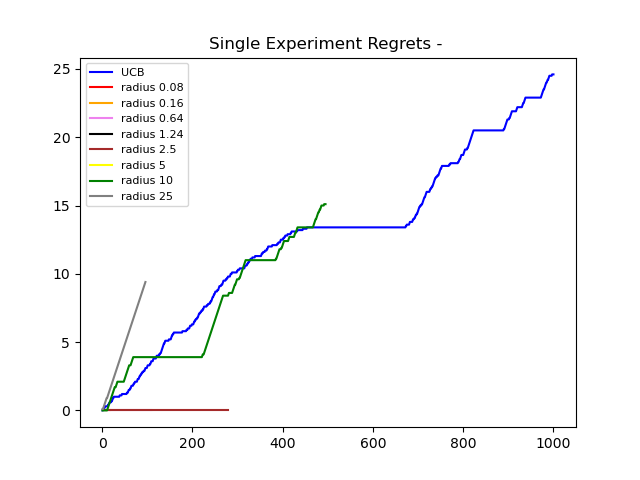 Single Experiment Regrets -
25
20
15
10
5
0
UCB
radius 0.08
radius 0.16
radius 0.64
radius 1.24
radius 2.5
radius 5
radius 10
radius 25
0 200 400 600 800 1000